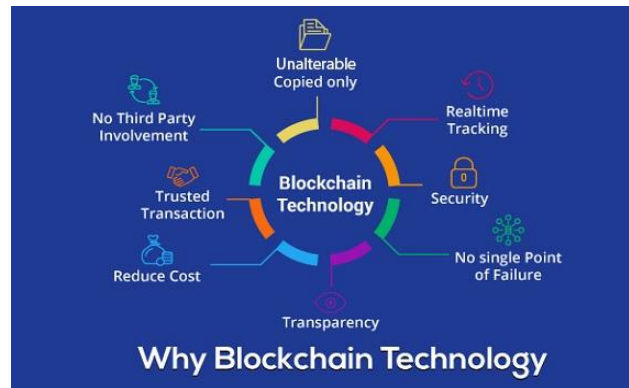 Unalterable
Copied only
Realtime
Tracking
Security
No single Point
of Failure
Transparency
Reduce Cost
Trusted
Transaction
No Third Party
Involvement
Blockchain
Technology
Why Blockchain Technology